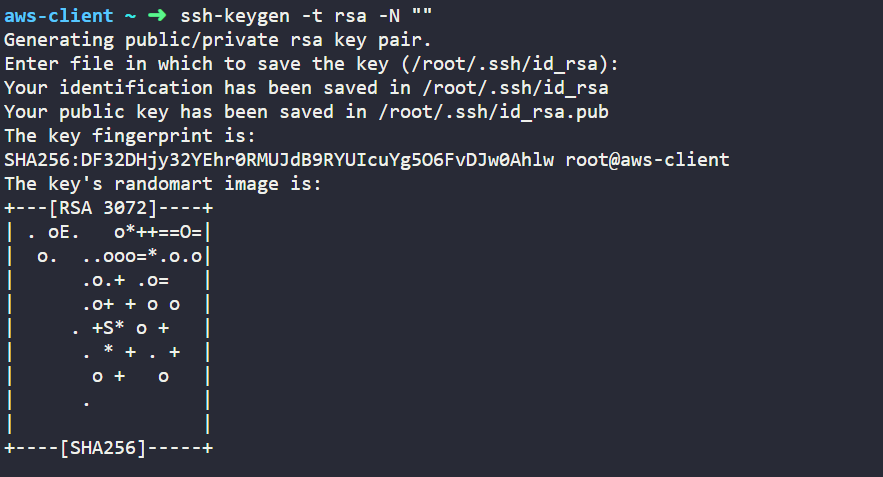 aws-client ~ ➜ ssh-keygen -t rsa -N ""
Generating public/private rsa key pair.
Enter file in which to save the key (/root/.ssh/id_rsa):
Your identification has been saved in /root/.ssh/id_rsa
Your public key has been saved in /root/.ssh/id_rsa.pub
The key fingerprint is:
SHA256:DF32DHjy32YEhr0RMUJdB9RYUIcuYg5O6FvDJw0Ahlw root@aws-client
The key's randomart image is:
+---[RSA 3072]----+
| . oE.   o*++==O=|
|  o.  ..ooo=*.o.o|
|      .o.+ .o=   |
|      .o+ + o o  |
|     . +S* o +   |
|      . * + . +  |
|       o +   o   |
|      .          |
|                 |
+----[SHA256]-----+